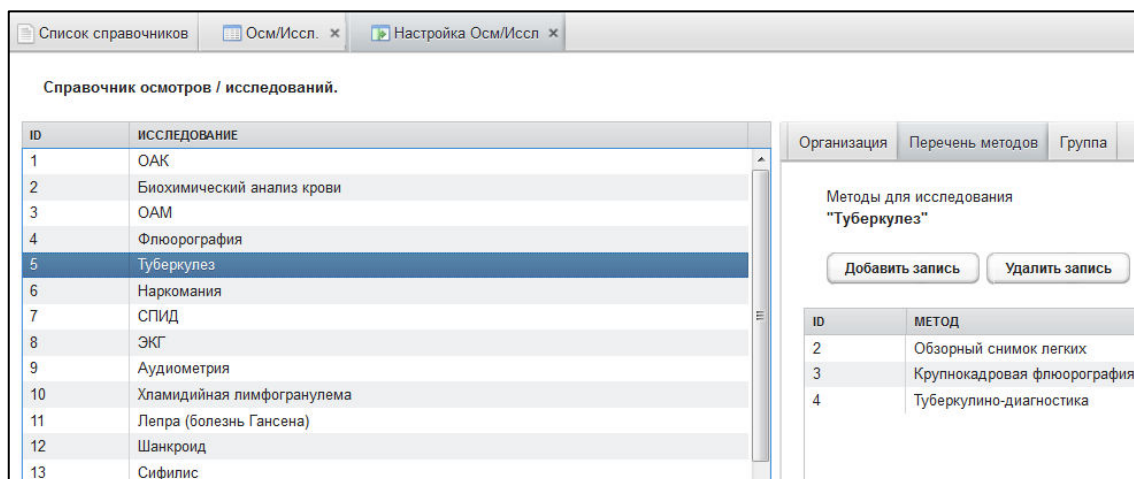 Список справочников Осм/Иссл. Настройка Осм/Иссл
Справочник осмотров / исследований.
ID ИССЛЕДОВАНИЕ
1 ОАК
2 Биохимический анализ крови
3 ОАМ
4 Флюорография
5 Туберкулез
6 Наркомания
7 СПИД
8 ЭКГ
9 Аудиометрия
10 Хламидийная лимфогранулема
11 Лепра (болезнь Гансена)
12 Шанкроид
13 Сифилис
Организация Перечень методов Группа
Методы для исследования
"Туберкулез"
Добавить запись Удалить запись
ID МЕТОД
2 Обзорный снимок легких
3 Крупнокадровая флюорография
4 Туберкулино-диагностика